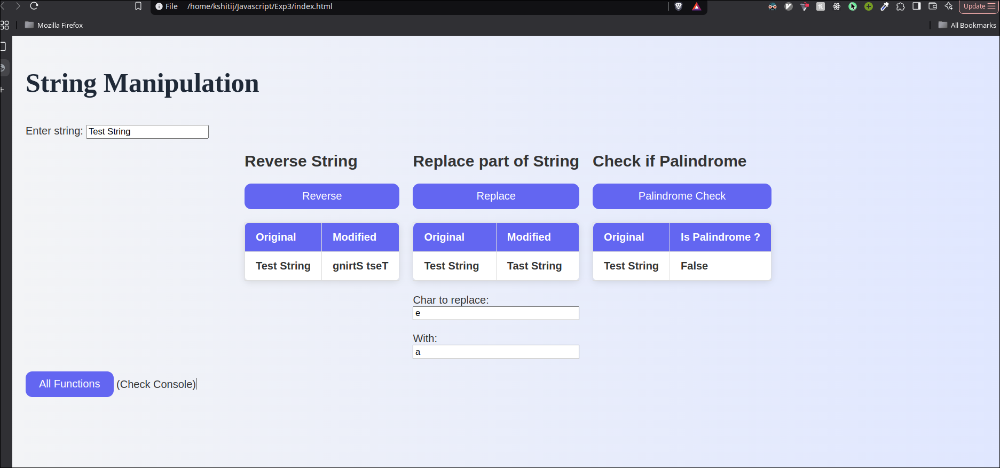 File /home/kshitij/Javascript/Exp3/index.html
Update
Mozilla Firefox
All Bookmarks
String Manipulation
Enter string: Test String
Reverse String
Reverse
Original Modified
Test String gnirtS tseT
Replace part of String
Replace
Original Modified
Test String Tast String
Char to replace:
e
With:
a
Check if Palindrome
Palindrome Check
Original Is Palindrome ?
Test String False
All Functions (Check Console)